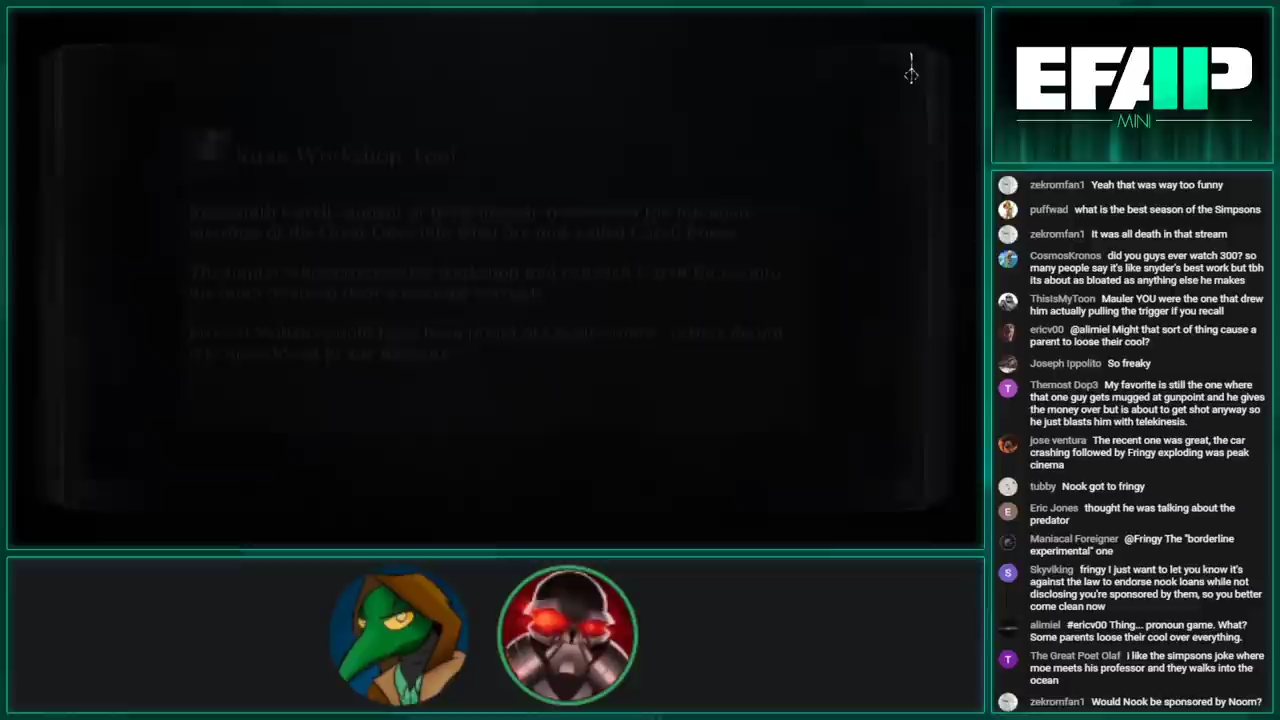 Workshop Tool
EFAP
MINI
zekromfan1 Yeah that was way too funny
puffwad what is the best season of the Simpsons
zekromfan1 It was all death in that stream
CosmosKronos did you guys ever watch 300? so
many people say it's like snyder's best work but tbh
its about as bloated as anything else he makes
ThisIsMyToon Mauler YOU were the one that drew
him actually pulling the trigger if you recall
ericv00 @alimiel Might that sort of thing cause a
parent to loose their cool?
Joseph Ippolito So freaky
T Themost Dop3 My favorite is still the one where
that one guy gets mugged at gunpoint and he gives
the money over but is about to get shot anyway so
he just blasts him with telekinesis.
jose ventura The recent one was great, the car
crashing followed by Fringy exploding was peak
cinema
tubby Nook got to fringy
E Eric Jones thought he was talking about the
predator
Maniacal Foreigner @Fringy The "borderline
experimental" one
S Skyviking fringy I just want to let you know it's
against the law to endorse nook loans while not
disclosing you're sponsored by them, so you better
come clean now
alimiel #ericv00 Thing... pronoun game. What?
Some parents loose their cool over everything.
T The Great Poet Olaf i like the simpsons joke where
moe meets his professor and they walks into the
ocean
zekromfan1 Would Nook be sponsored by Noom?